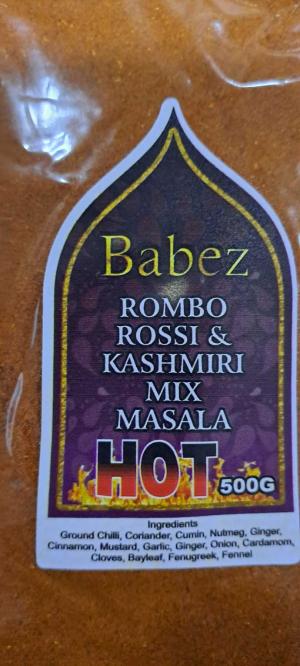 Babez
ROMBO
ROSSI &
KASHMIRI
MIX
MASALA
HOT
500G
Ingredients
Ground Chilli, Coriander, Cumin, Nutmeg, Ginger,
Cinnamon, Mustard, Garlic, Ginger, Onion, Cardamom,
Cloves, Bayleaf, Fenugreek, Fennel